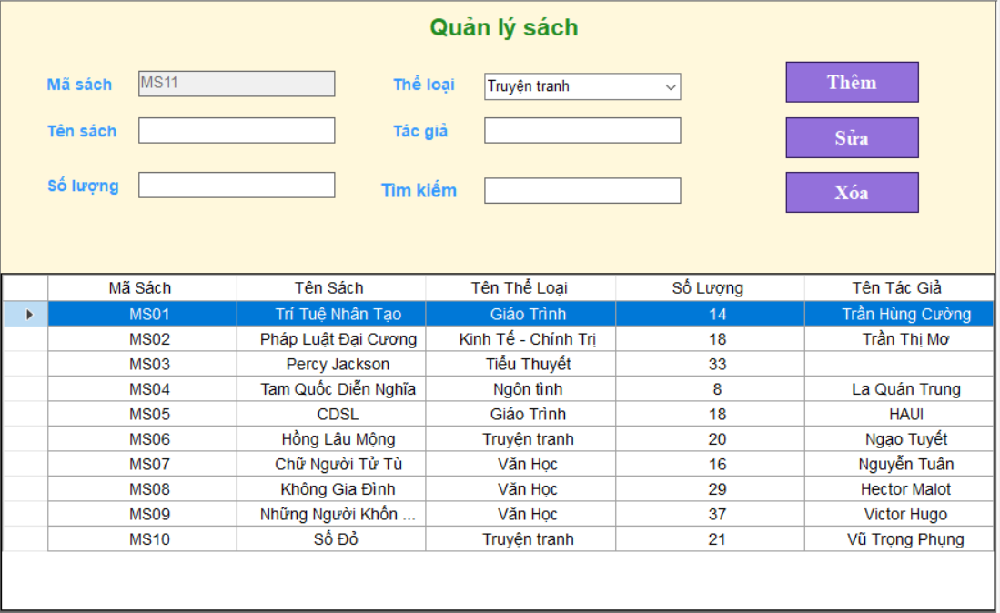 Quản lý sách
Mã sách MS11 Thể loại Truyện tranh Thêm
Tên sách Tác giả Sửa
Số lượng Tìm kiếm Xóa
Mã Sách Tên Sách Tên Thể Loại Số Lượng Tên Tác Giả
MS01 Trí Tuệ Nhân Tạo Giáo Trình 14 Trần Hùng Cường
MS02 Pháp Luật Đại Cương Kinh Tế - Chính Trị 18 Trần Thị Mơ
MS03 Percy Jackson Tiểu Thuyết 33
MS04 Tam Quốc Diễn Nghĩa Ngôn tình 8 La Quán Trung
MS05 CDSL Giáo Trình 18 HAUI
MS06 Hồng Lâu Mộng Truyện tranh 20 Ngạo Tuyết
MS07 Chữ Người Tử Tù Văn Học 16 Nguyễn Tuân
MS08 Không Gia Đình Văn Học 29 Hector Malot
MS09 Những Người Khốn ... Văn Học 37 Victor Hugo
MS10 Số Đỏ Truyện tranh 21 Vũ Trọng Phụng